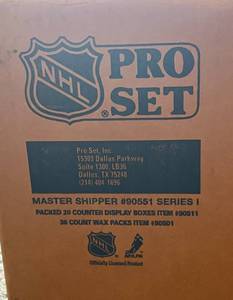 NHL
PRO
SET
Pro Set, Inc.
15303 Dallas Parkway
Suite 1300, LB36
Dallas, TX 75248
(214) 404-1696
MASTER SHIPPER #90551 SERIES I
PACKED 20 COUNTER DISPLAY BOXES ITEM #90511
36 COUNT WAX PACKS ITEM #90501
NHL
NHLPA
Officially Licensed Product